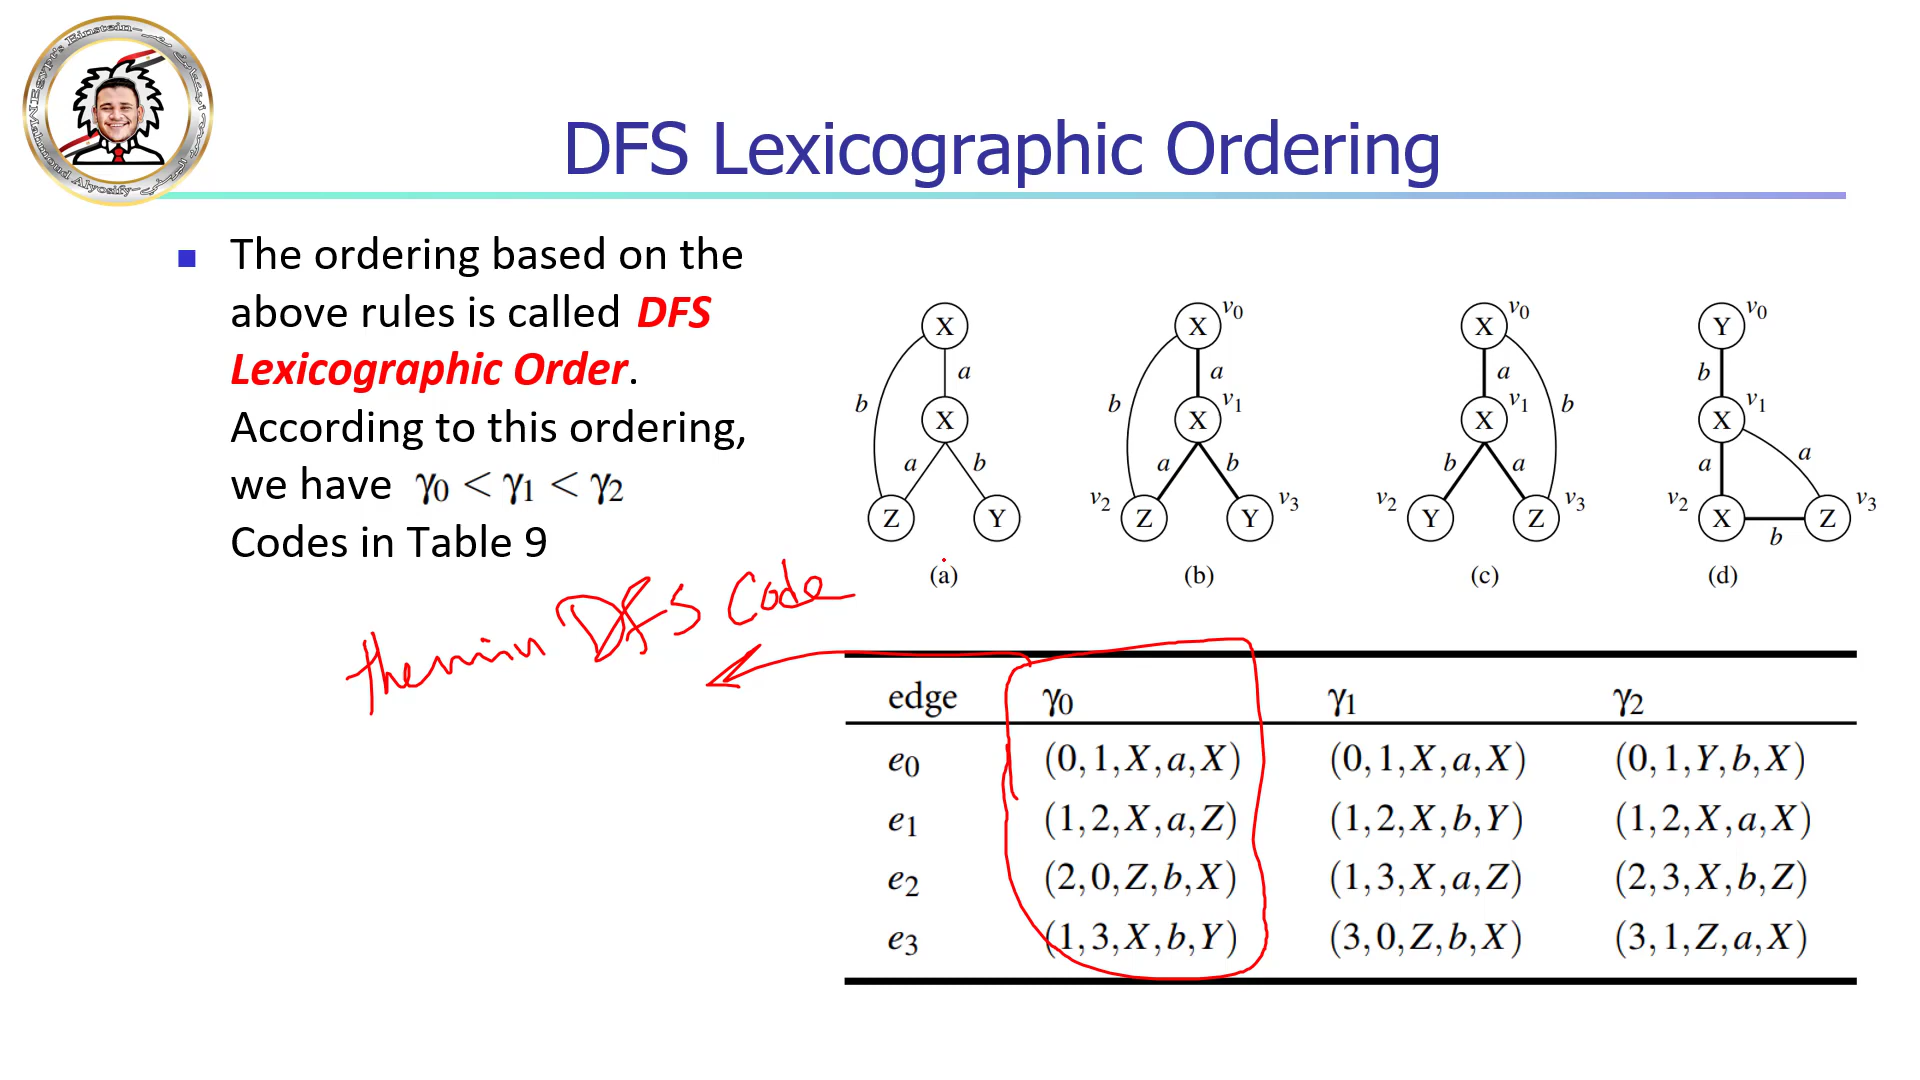 Mahmoud Alyosify
DFS Lexicographic Ordering
The ordering based on the
above rules is called DFS
Lexicographic Order.
According to this ordering,
we have γ0 < γ1 < γ2
Codes in Table 9
the min DFS Code
X
a
b
X
a
b
Z
Y
(a)
X v0
a
b
X v1
a
b
v2 Z
Y v3
(b)
X v0
a
b
X v1
b
a
v2 Y
Z v3
(c)
Y v0
b
X v1
a
a
v2 X
b
Z v3
(d)
edge γ0 γ1 γ2
e0 (0,1,X,a,X) (0,1,X,a,X) (0,1,Y,b,X)
e1 (1,2,X,a,Z) (1,2,X,b,Y) (1,2,X,a,X)
e2 (2,0,Z,b,X) (1,3,X,a,Z) (2,3,X,b,Z)
e3 (1,3,X,b,Y) (3,0,Z,b,X) (3,1,Z,a,X)